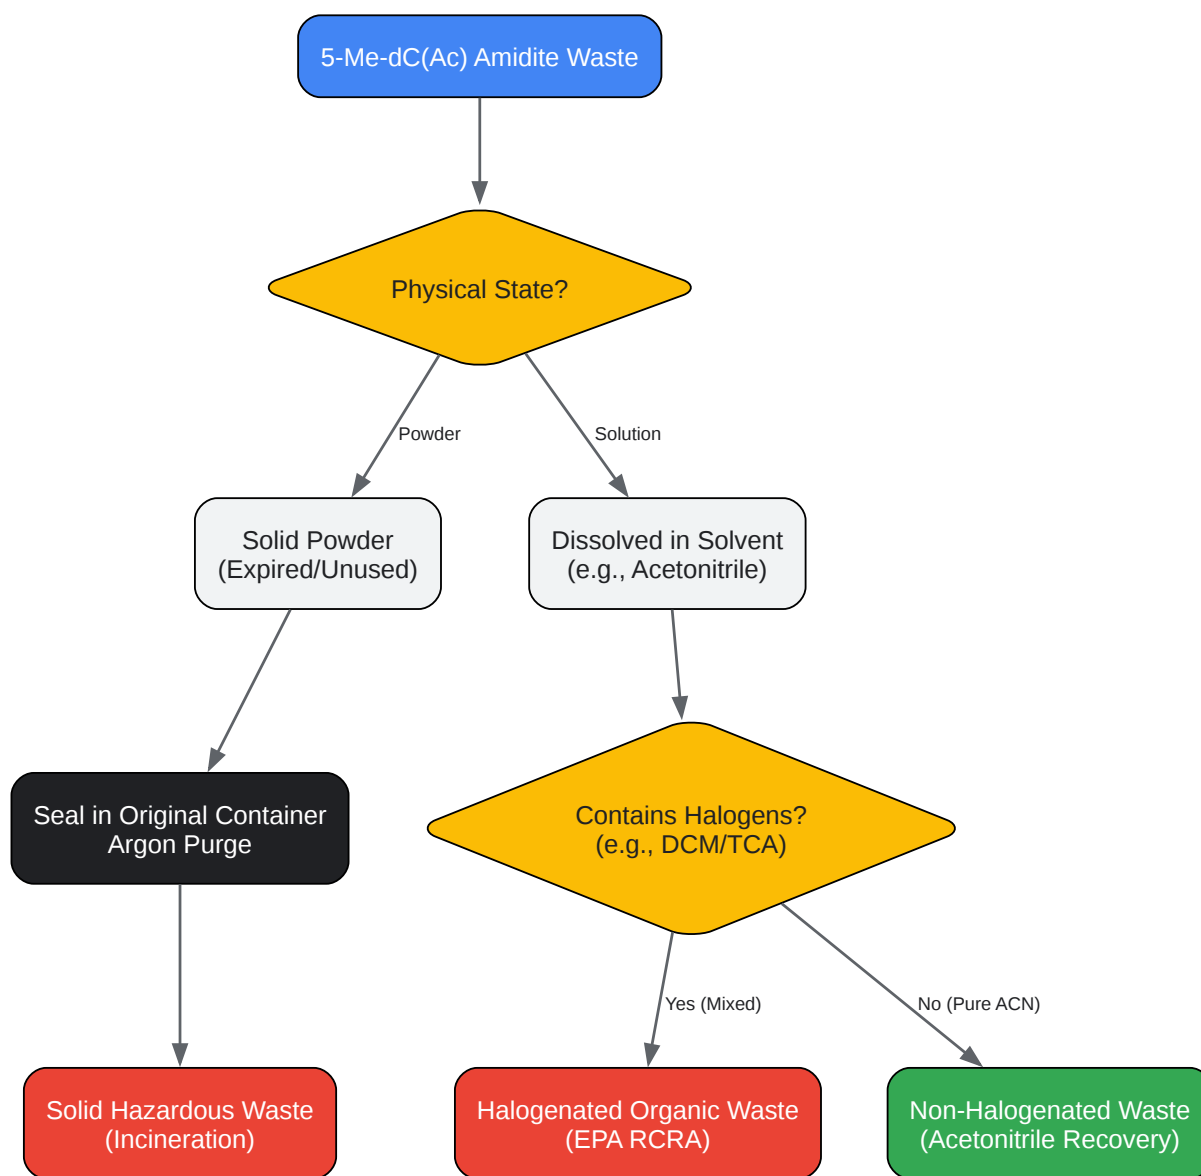 5-Me-dC(Ac) Amidite Waste
Physical State?
Powder
Solution
Solid Powder
(Expired/Unused)
Dissolved in Solvent
(e.g., Acetonitrile)
Seal in Original Container
Argon Purge
Contains Halogens?
(e.g., DCM/TCA)
Yes (Mixed)
No (Pure ACN)
Solid Hazardous Waste
(Incineration)
Halogenated Organic Waste
(EPA RCRA)
Non-Halogenated Waste
(Acetonitrile Recovery)